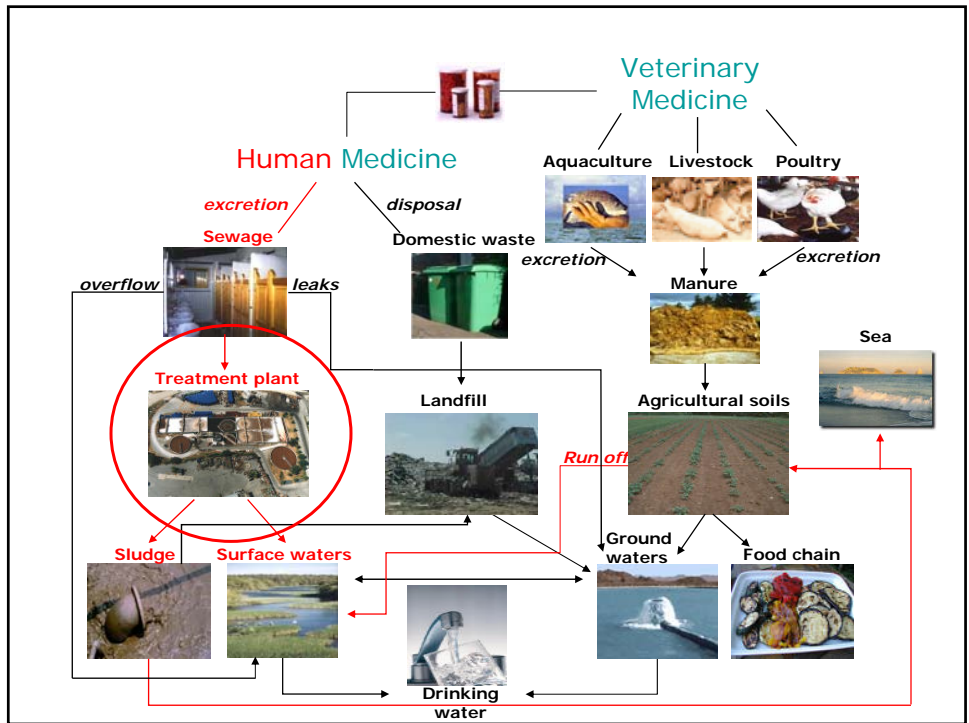 Veterinary
Medicine
Human Medicine
Aquaculture
Livestock
Poultry
excretion
disposal
Sewage
Domestic waste
excretion
excretion
overflow
leaks
Manure
Sea
Treatment plant
Landfill
Agricultural soils
Run off
Sludge
Surface waters
Ground
waters
Food chain
Drinking
water